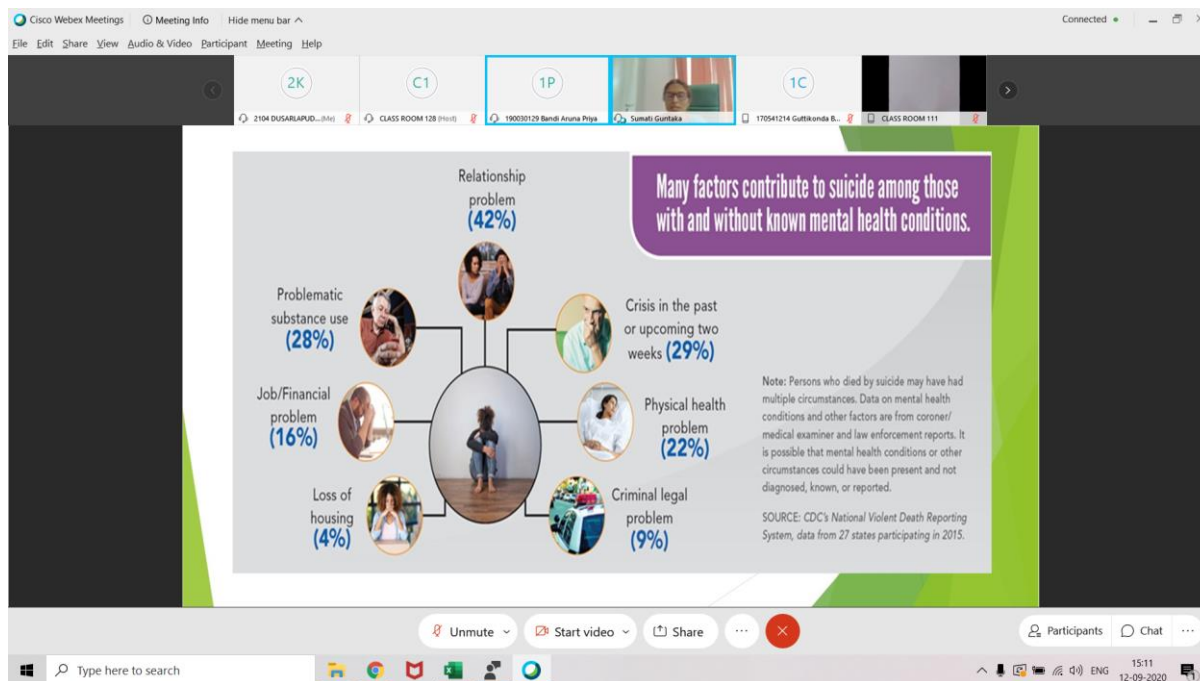 Cisco Webex Meetings
Meeting Info
Hide menu bar
Connected
File Edit Share View Audio & Video Participant Meeting Help
2K
C1
1P
1C
2104 DUSARLAPUD... (Me)
CLASS ROOM 128 (Host)
190030129 Bandi Aruna Priya
Sumati Guntaka
170541214 Guttikonda B...
CLASS ROOM 111
Many factors contribute to suicide among those
with and without known mental health conditions.
Relationship
problem
(42%)
Problematic
substance use
(28%)
Crisis in the past
or upcoming two
weeks (29%)
Job/Financial
problem
(16%)
Physical health
problem
(22%)
Loss of
housing
(4%)
Criminal legal
problem
(9%)
Note: Persons who died by suicide may have had
multiple circumstances. Data on mental health
conditions and other factors are from coroner/
medical examiner and law enforcement reports. It
is possible that mental health conditions or other
circumstances could have been present and not
diagnosed, known, or reported.
SOURCE: CDC's National Violent Death Reporting
System, data from 27 states participating in 2015.
Unmute
Start video
Share
Participants
Chat
Type here to search
ENG
15:11
12-09-2020